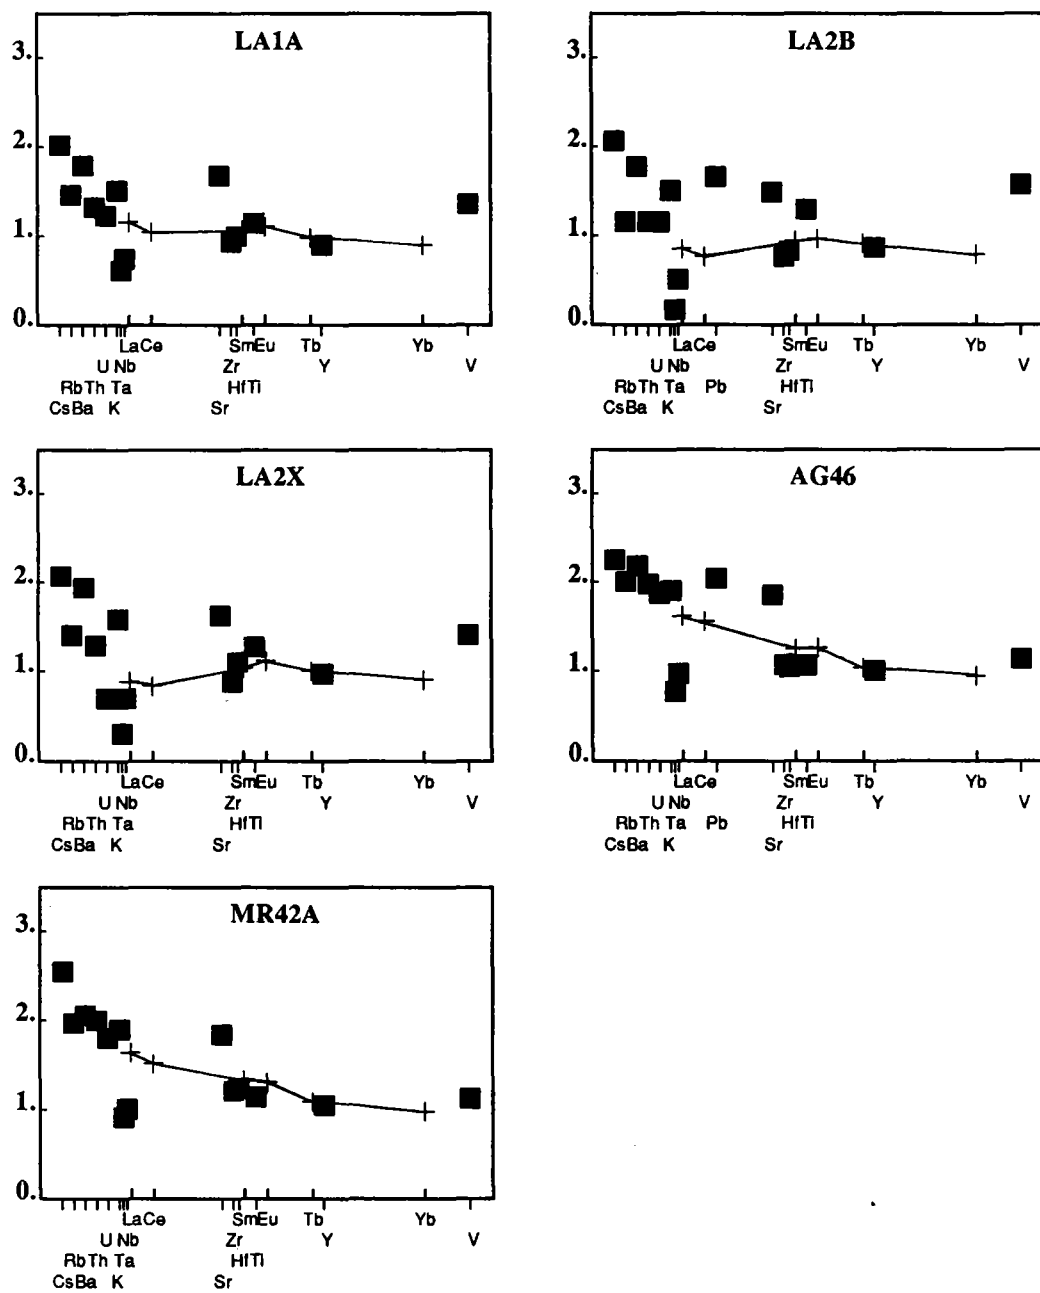 LA1A
3.
2.
1.
0.
LaCe SmEu Tb Yb
U Nb Zr Y V
RbTh Ta HfTi
CsBa K Sr
LA2B
3.
2.
1.
0.
LaCe SmEu Tb Yb
U Nb Zr Y V
RbTh Ta Pb HfTi
CsBa K Sr
LA2X
3.
2.
1.
0.
LaCe SmEu Tb Yb
U Nb Zr Y V
RbTh Ta HfTi
CsBa K Sr
AG46
3.
2.
1.
0.
LaCe SmEu Tb Yb
U Nb Zr Y V
RbTh Ta Pb HfTi
CsBa K Sr
MR42A
3.
2.
1.
0.
LaCe SmEu Tb Yb
U Nb Zr Y V
RbTh Ta HfTi
CsBa K Sr